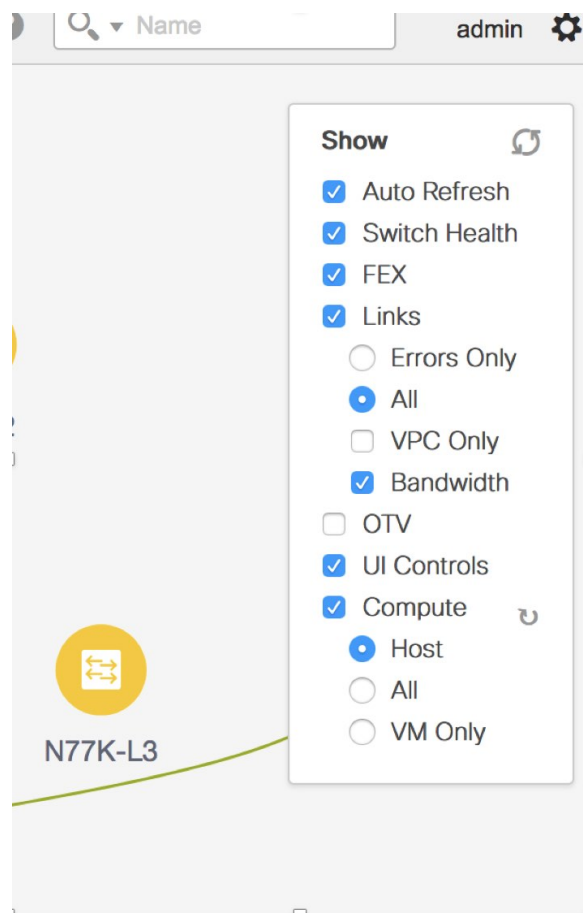 Name
admin
Show
Auto Refresh
Switch Health
FEX
Links
Errors Only
All
VPC Only
Bandwidth
OTV
UI Controls
Compute
Host
All
VM Only
N77K-L3